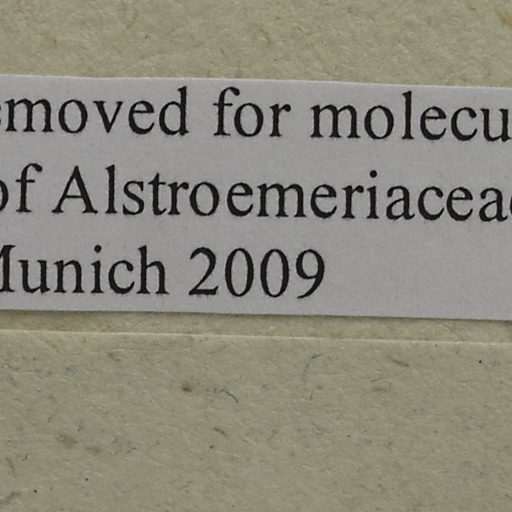 emoved for molecu
of Alstroemeriaceae
Munich 2009